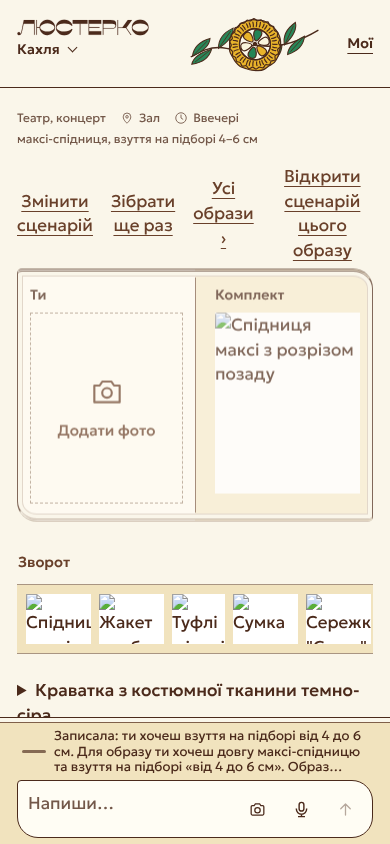 ЛЮСТЕРКО
Кахля
Мої
Театр, концерт Зал Ввечері
максі-спідниця, взуття на підборі 4–6 см
Змінити
сценарій
Зібрати
ще раз
Усі
образи
›
Відкрити
сценарій
цього
образу
Ти
Додати фото
Комплект
Спідниця
максі з розрізом
позаду
Зворот
Спідниц
Жакет
Туфлі
Сумка
Сережк
Краватка з костюмної тканини темно-
сіра
Записала: ти хочеш взуття на підборі від 4 до 6
см. Для образу ти хочеш довгу максі-спідницю
та взуття на підборі «від 4 до 6 см». Образ…
Напиши…